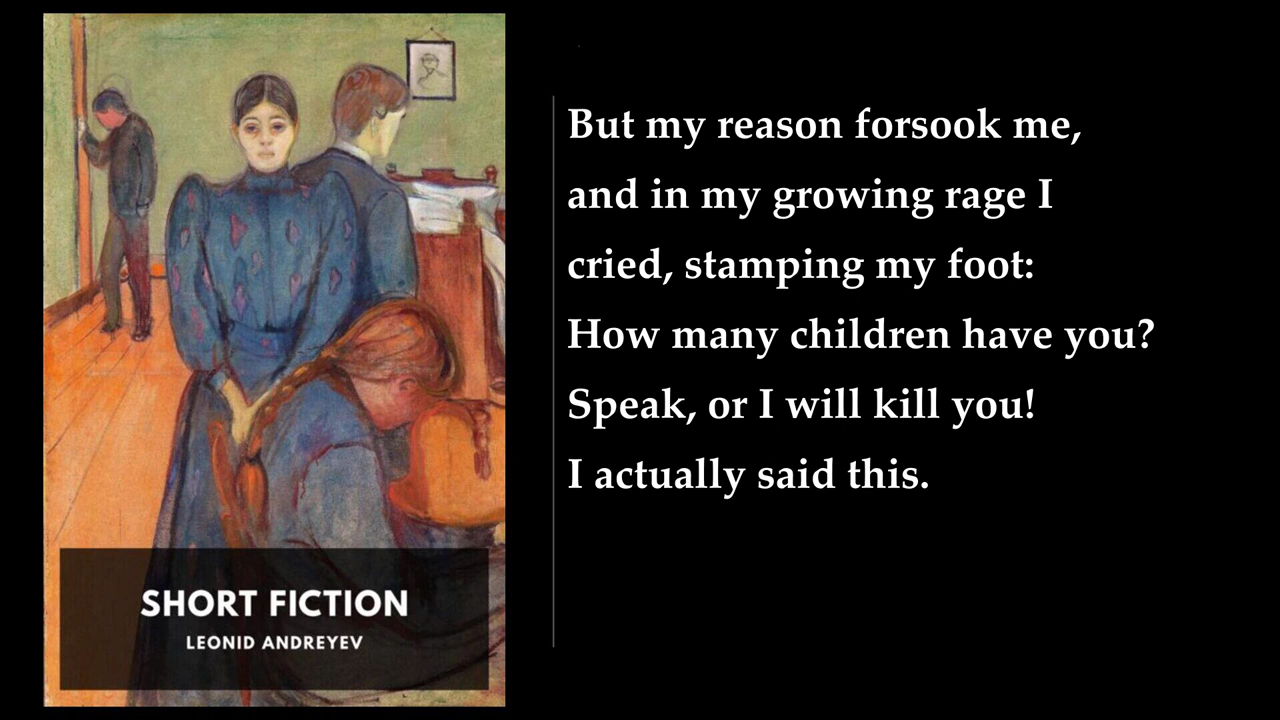 But my reason forsook me,
and in my growing rage I
cried, stamping my foot:
How many children have you?
Speak, or I will kill you!
I actually said this.
SHORT FICTION
LEONID ANDREYEV